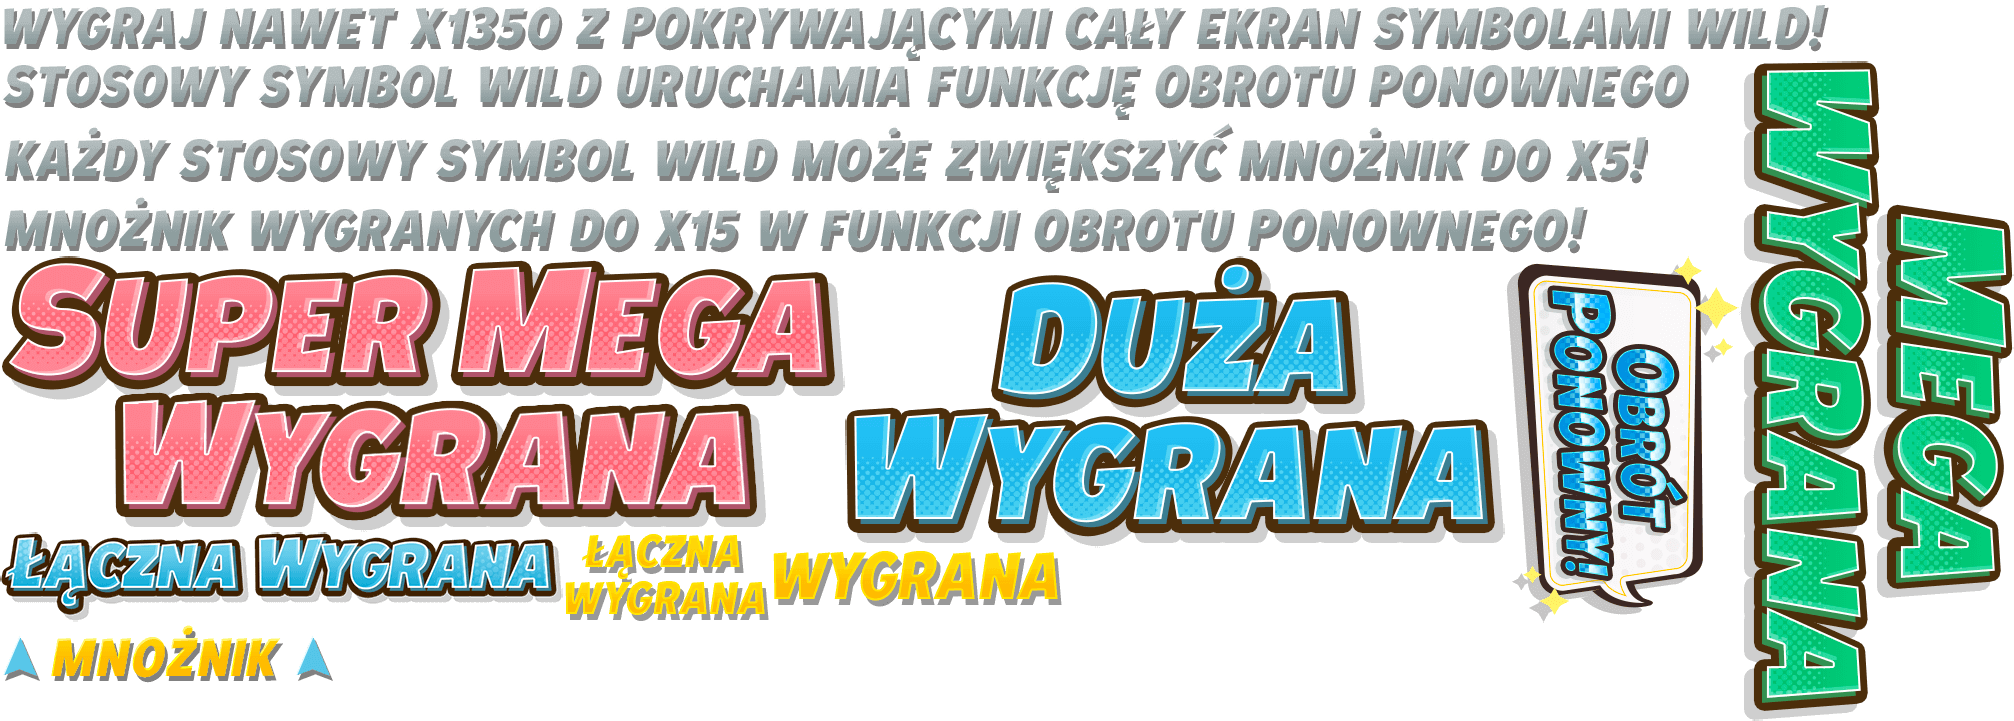 WYGRAJ NAWET X1350 Z POKRYWAJĄCYMI CAŁY EKRAN SYMBOLAMI WILD!
STOSOWY SYMBOL WILD URUCHAMIA FUNKCJĘ OBROTU PONOWNEGO
KAŻDY STOSOWY SYMBOL WILD MOŻE ZWIĘKSZYĆ MNOŻNIK DO X5!
MNOŻNIK WYGRANYCH DO X15 W FUNKCJI OBROTU PONOWNEGO!
SUPER MEGA
WYGRANA
DUŻA
WYGRANA
OBRÓT
PONOWNY!
MEGA
WYGRANA
ŁĄCZNA WYGRANA
ŁĄCZNA
WYGRANA
WYGRANA
MNOŻNIK